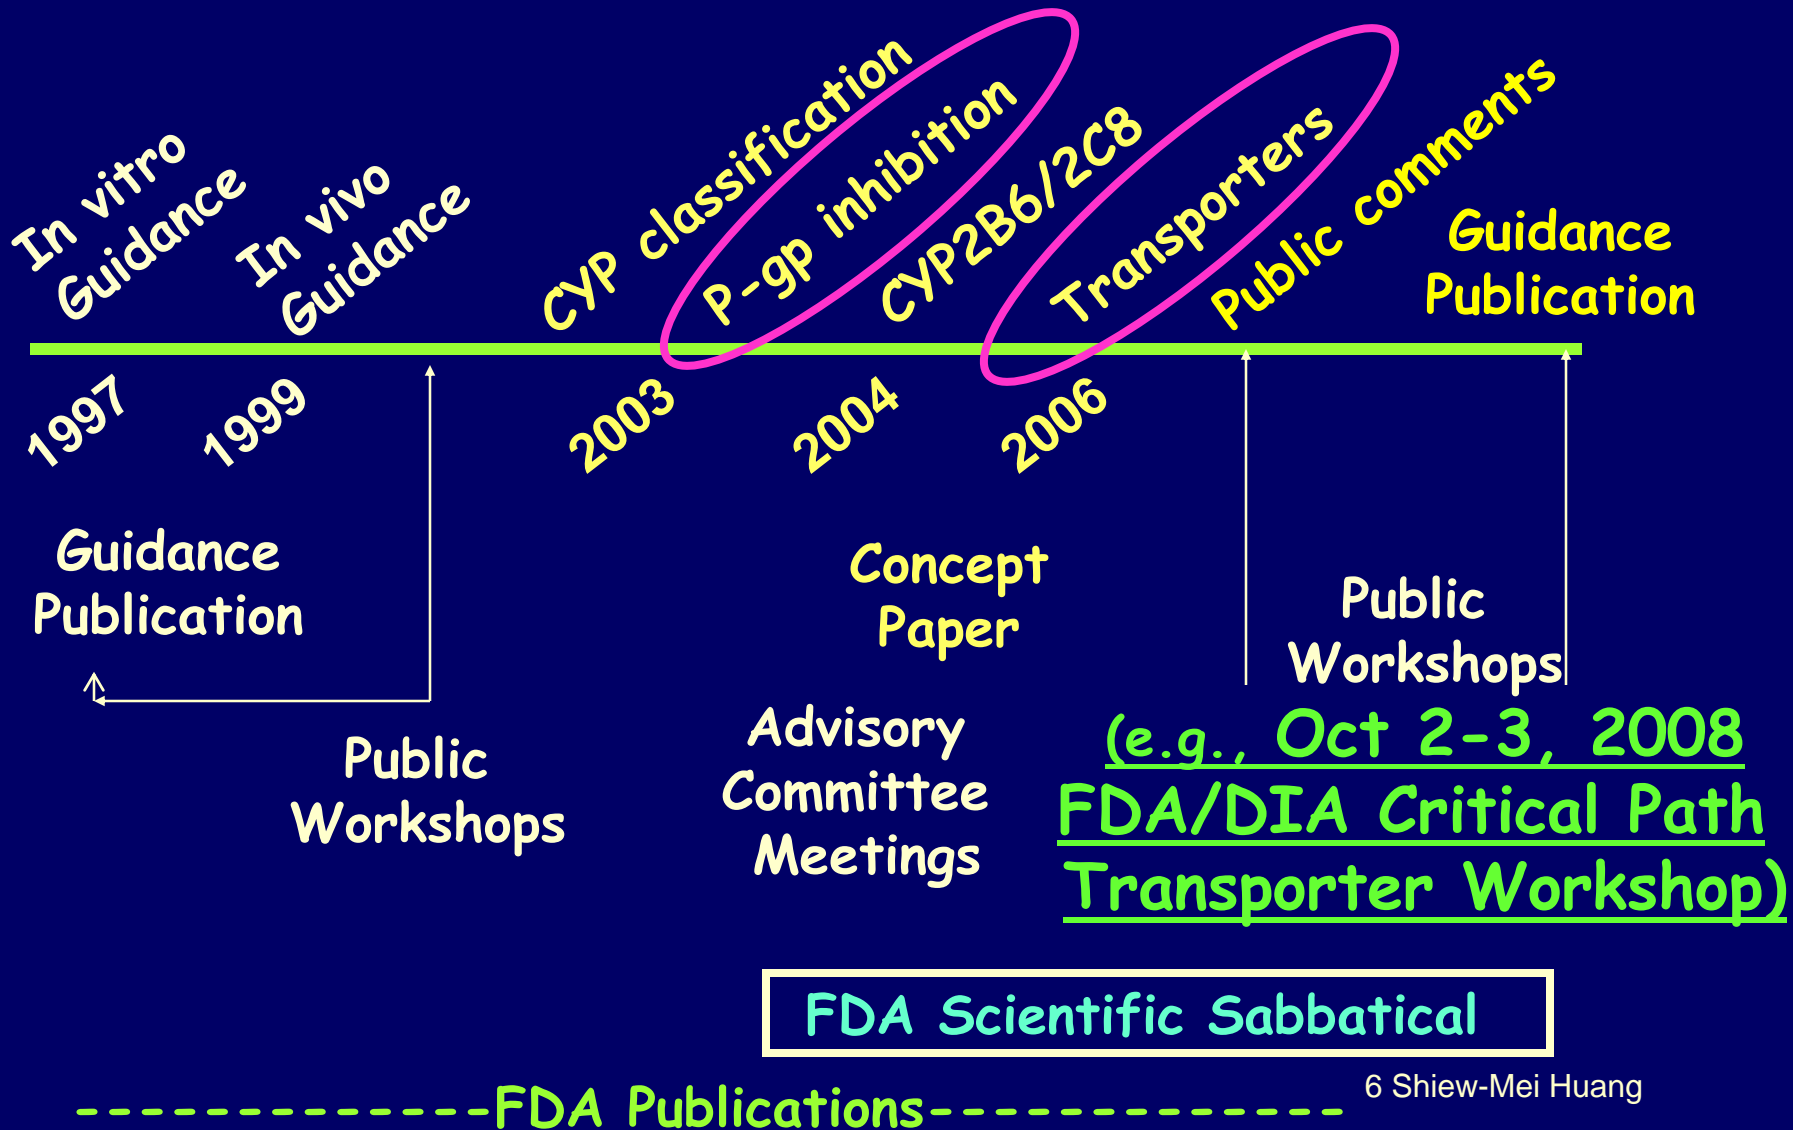 In vitro
Guidance
In vivo
Guidance
CYP classification
P-gp inhibition
CYP2B6/2C8
Transporters
Public comments
Guidance
Publication
1997
1999
2003
2004
2006
Guidance
Publication
Public
Workshops
Concept
Paper
Advisory
Committee
Meetings
Public
Workshops
(e.g., Oct 2-3, 2008
FDA/DIA Critical Path
Transporter Workshop)
FDA Scientific Sabbatical
6 Shiew-Mei Huang
-------------FDA Publications-------------